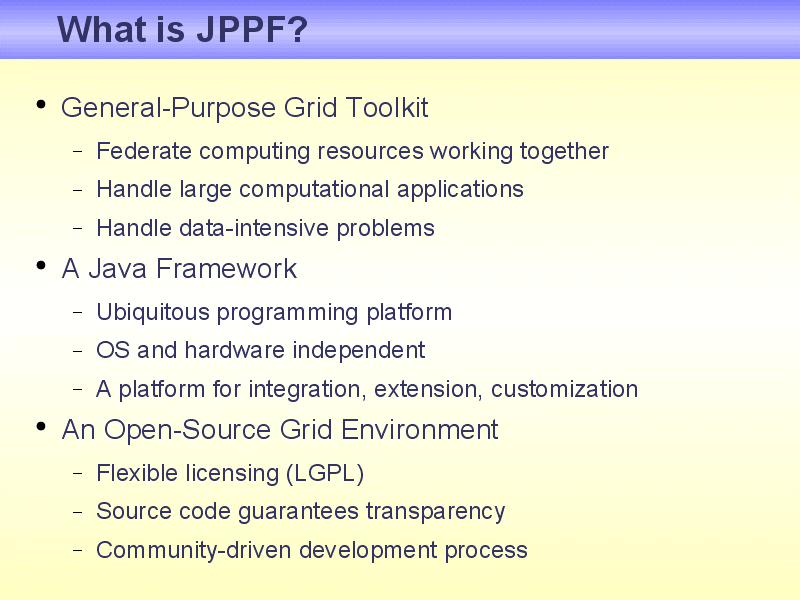 What is JPPF?
• General-Purpose Grid Toolkit
– Federate computing resources working together
– Handle large computational applications
– Handle data-intensive problems
• A Java Framework
– Ubiquitous programming platform
– OS and hardware independent
– A platform for integration, extension, customization
• An Open-Source Grid Environment
– Flexible licensing (LGPL)
– Source code guarantees transparency
– Community-driven development process